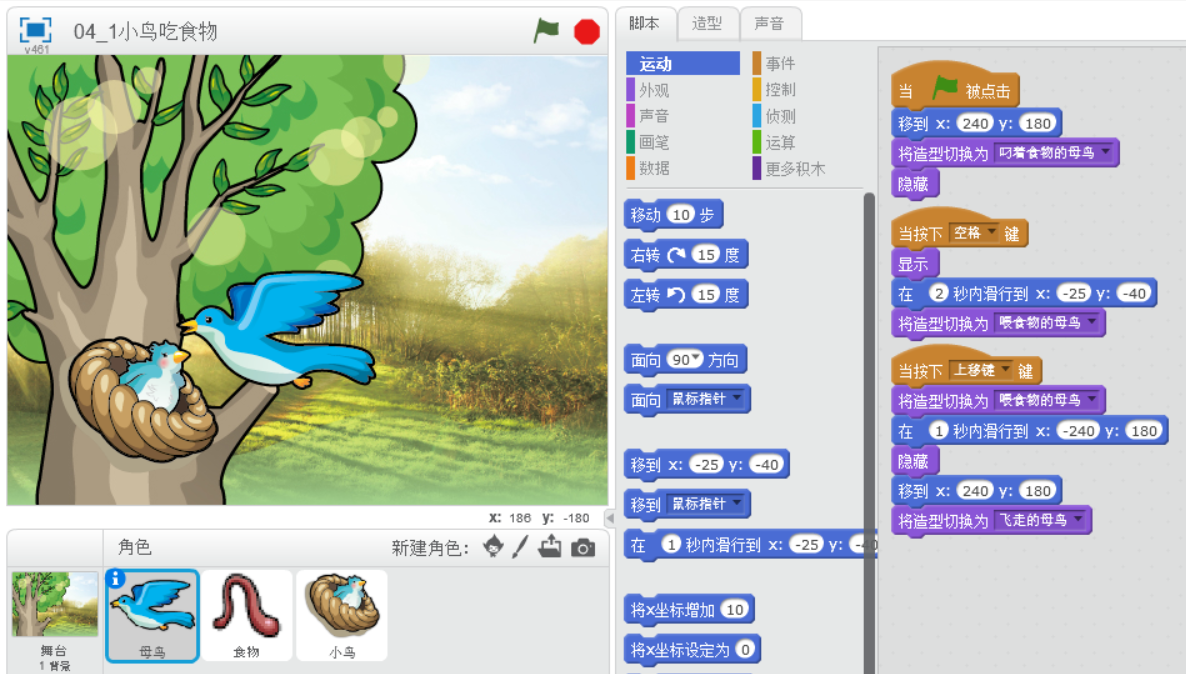 04_1小鸟吃食物
v461
脚本 造型 声音
运动 事件
外观 控制
声音 侦测
画笔 运算
数据 更多积木
移动 10 步
右转 15 度
左转 15 度
面向 90 方向
面向 鼠标指针
移到 x: -25 y: -40
移到 鼠标指针
在 1 秒内滑行到 x: -25 y: -40
将x坐标增加 10
将x坐标设定为 0
当 被点击
移到 x: 240 y: 180
将造型切换为 叼着食物的母鸟
隐藏
当按下 空格 键
显示
在 2 秒内滑行到 x: -25 y: -40
将造型切换为 喂食物的母鸟
当按下 上移键 键
将造型切换为 喂食物的母鸟
在 1 秒内滑行到 x: -240 y: 180
隐藏
移到 x: 240 y: 180
将造型切换为 飞走的母鸟
x: 186 y: -180
角色 新建角色:
舞台
1 背景
母鸟
食物
小鸟